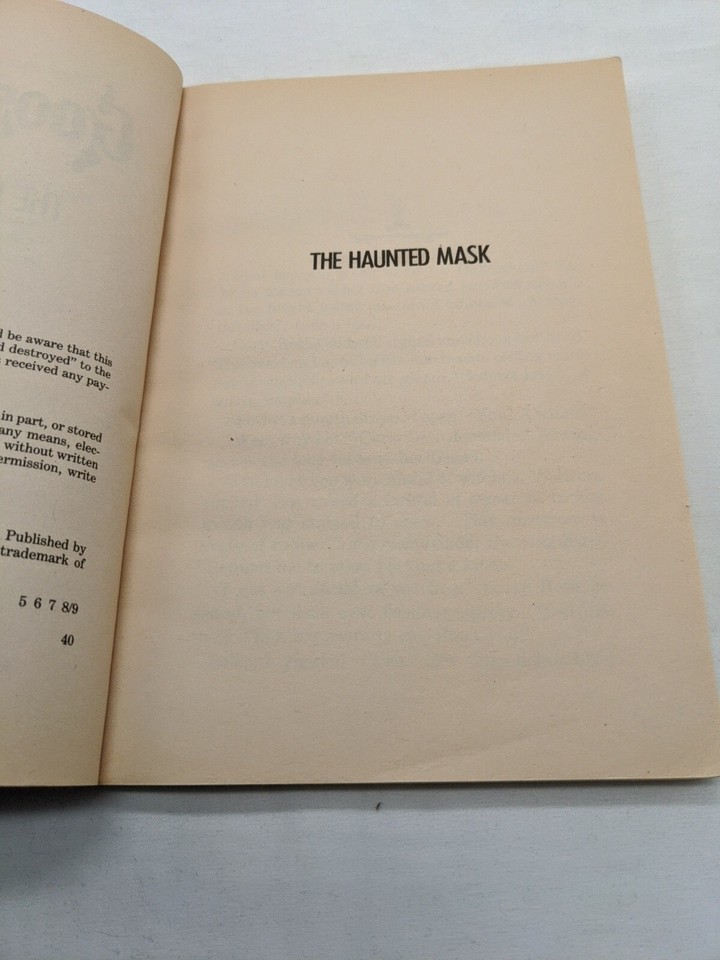 d be aware that this
d destroyed" to the
received any pay-
in part, or stored
any means, elec-
without written
ermission, write
Published by
trademark of
5 6 7 8/9
40
THE HAUNTED MASK